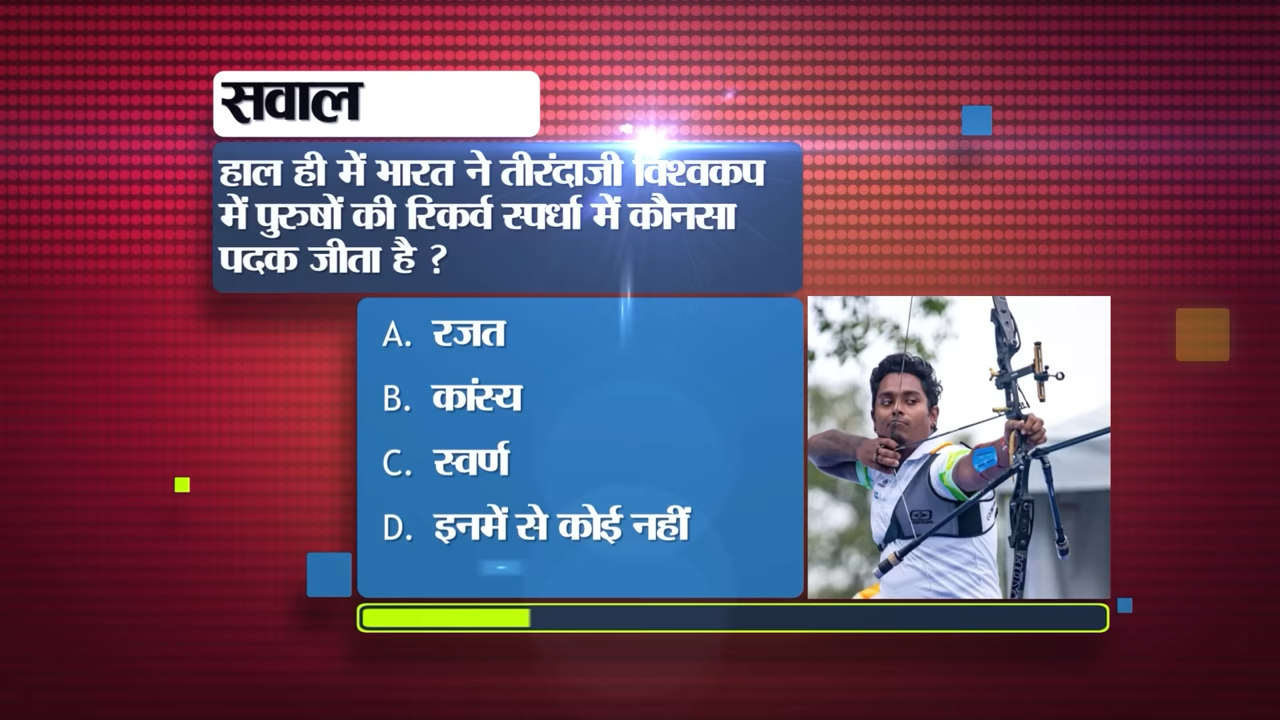 सवाल
हाल ही में भारत ने तीरंदाजी विश्वकप
में पुरुषों की रिकर्व स्पर्धा में कौनसा
पदक जीता है ?
A. रजत
B. कांस्य
C. स्वर्ण
D. इनमें से कोई नहीं